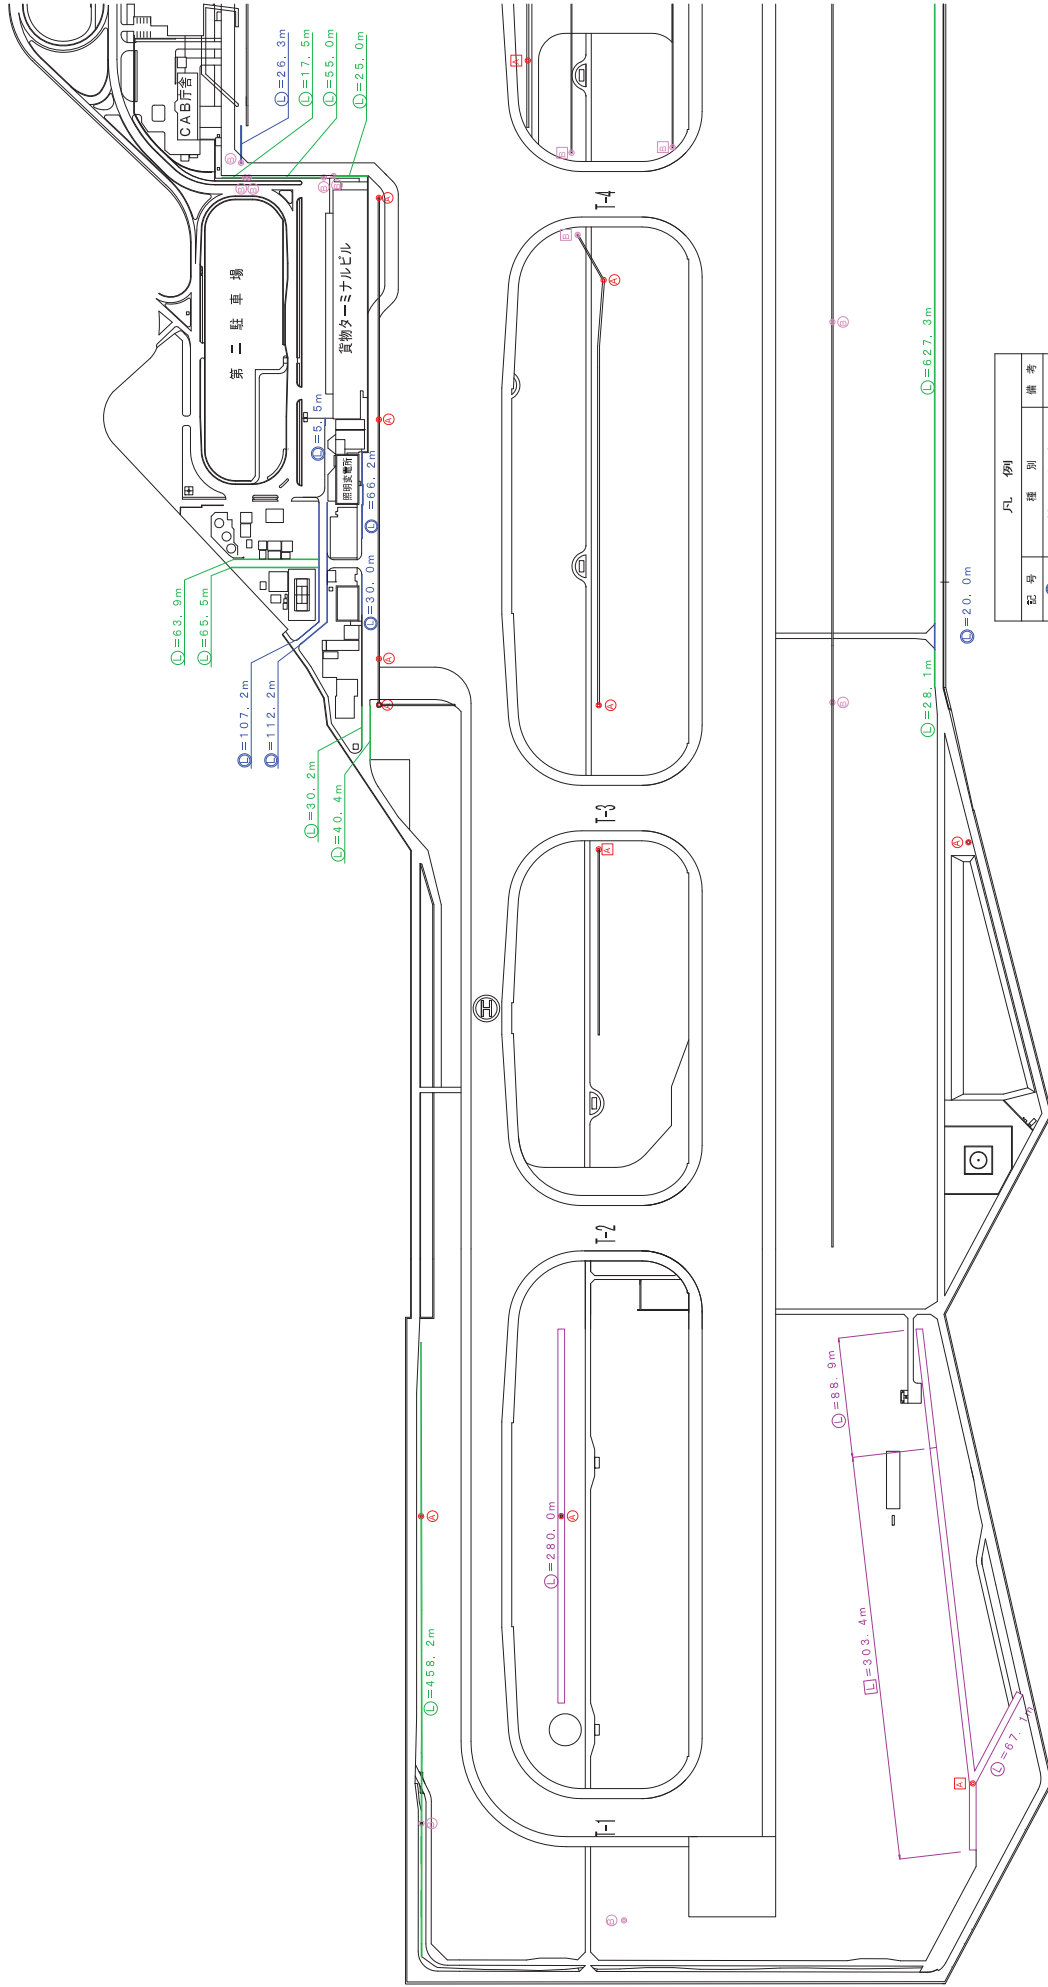 CAB庁舎
Ⓛ=26.3m
Ⓛ=17.5m
Ⓛ=55.0m
Ⓛ=25.0m
第二駐車場
貨物ターミナルビル
照明変電所
Ⓛ=5.5m
Ⓛ=66.2m
Ⓛ=30.0m
Ⓛ=63.9m
Ⓛ=65.5m
Ⓛ=107.2m
Ⓛ=112.2m
Ⓛ=30.2m
Ⓛ=40.4m
Ⓛ=458.2m
Ⓛ=280.0m
T-4
T-3
T-2
T-1
H
Ⓛ=627.3m
Ⓛ=20.0m
Ⓛ=28.1m
Ⓛ=88.9m
L=303.4m
Ⓛ=67.1m
凡例
記号 種別 備考
A
A
B
B
B
B
Ⓑ
Ⓑ
Ⓑ
Ⓑ
Ⓑ
Ⓐ
Ⓐ
Ⓐ
Ⓐ
Ⓐ
Ⓐ
A
Ⓑ
Ⓑ
Ⓐ
Ⓐ
Ⓐ
Ⓑ
Ⓑ